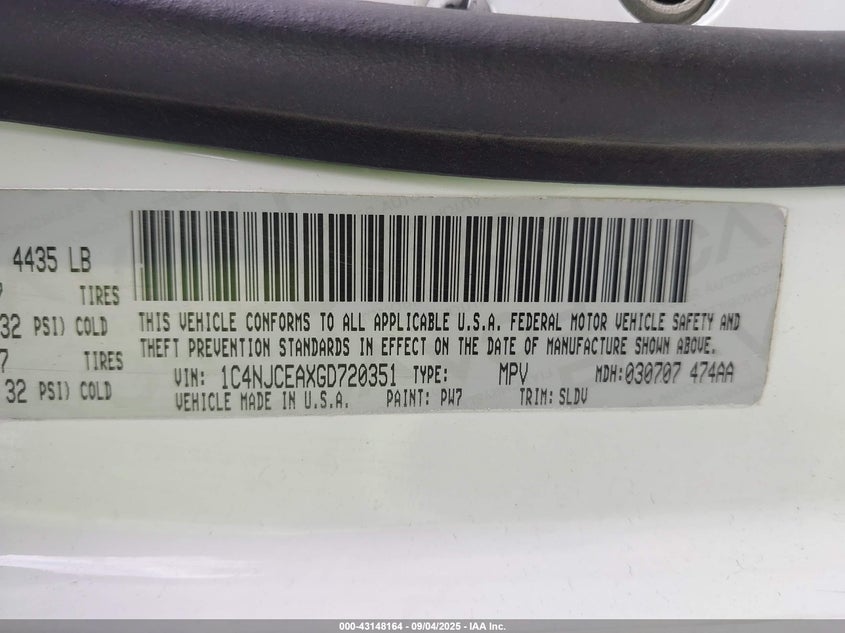 4435 LB
TIRES
32 PSI) COLD
THIS VEHICLE CONFORMS TO ALL APPLICABLE U.S.A. FEDERAL MOTOR VEHICLE SAFETY AND
THEFT PREVENTION STANDARDS IN EFFECT ON THE DATE OF MANUFACTURE SHOWN ABOVE.
7 TIRES
VIN: 1C4NJCEAXGD720351 TYPE: MPV MDH:030707 474AA
32 PSI) COLD
VEHICLE MADE IN U.S.A. PAINT: PW7 TRIM: SLDV
000-43148164 - 09/04/2025 - IAA Inc.